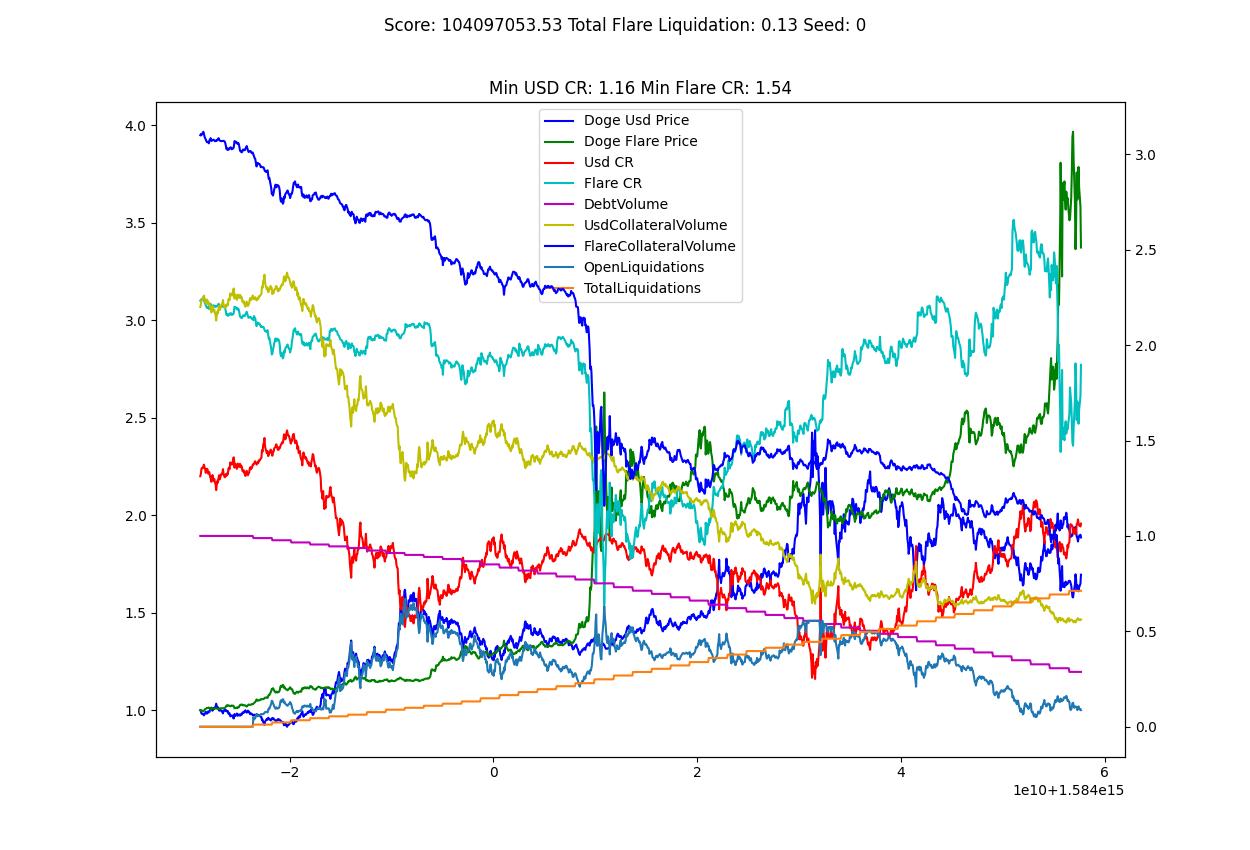 Score: 104097053.53 Total Flare Liquidation: 0.13 Seed: 0
Min USD CR: 1.16 Min Flare CR: 1.54
Doge Usd Price
Doge Flare Price
Usd CR
Flare CR
DebtVolume
UsdCollateralVolume
FlareCollateralVolume
OpenLiquidations
TotalLiquidations
4.0
3.5
3.0
2.5
2.0
1.5
1.0
3.0
2.5
2.0
1.5
1.0
0.5
0.0
−2 0 2 4 6
1e10+1.584e15